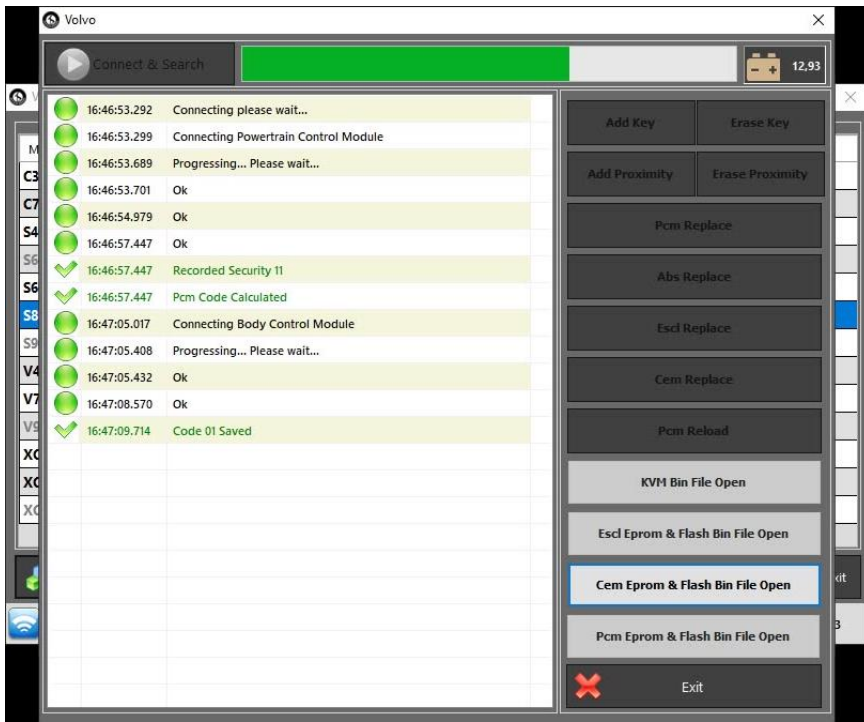 Volvo
Connect & Search
12,93
16:46:53.292 Connecting please wait...
16:46:53.299 Connecting Powertrain Control Module
16:46:53.689 Progressing... Please wait...
16:46:53.701 Ok
16:46:54.979 Ok
16:46:57.447 Ok
16:46:57.447 Recorded Security 11
16:46:57.447 Pcm Code Calculated
16:47:05.017 Connecting Body Control Module
16:47:05.408 Progressing... Please wait...
16:47:05.432 Ok
16:47:08.570 Ok
16:47:09.714 Code 01 Saved
Add Key
Erase Key
Add Proximity
Erase Proximity
Pcm Replace
Abs Replace
Escl Replace
Cem Replace
Pcm Reload
KVM Bin File Open
Escl Eprom & Flash Bin File Open
Cem Eprom & Flash Bin File Open
Pcm Eprom & Flash Bin File Open
Exit